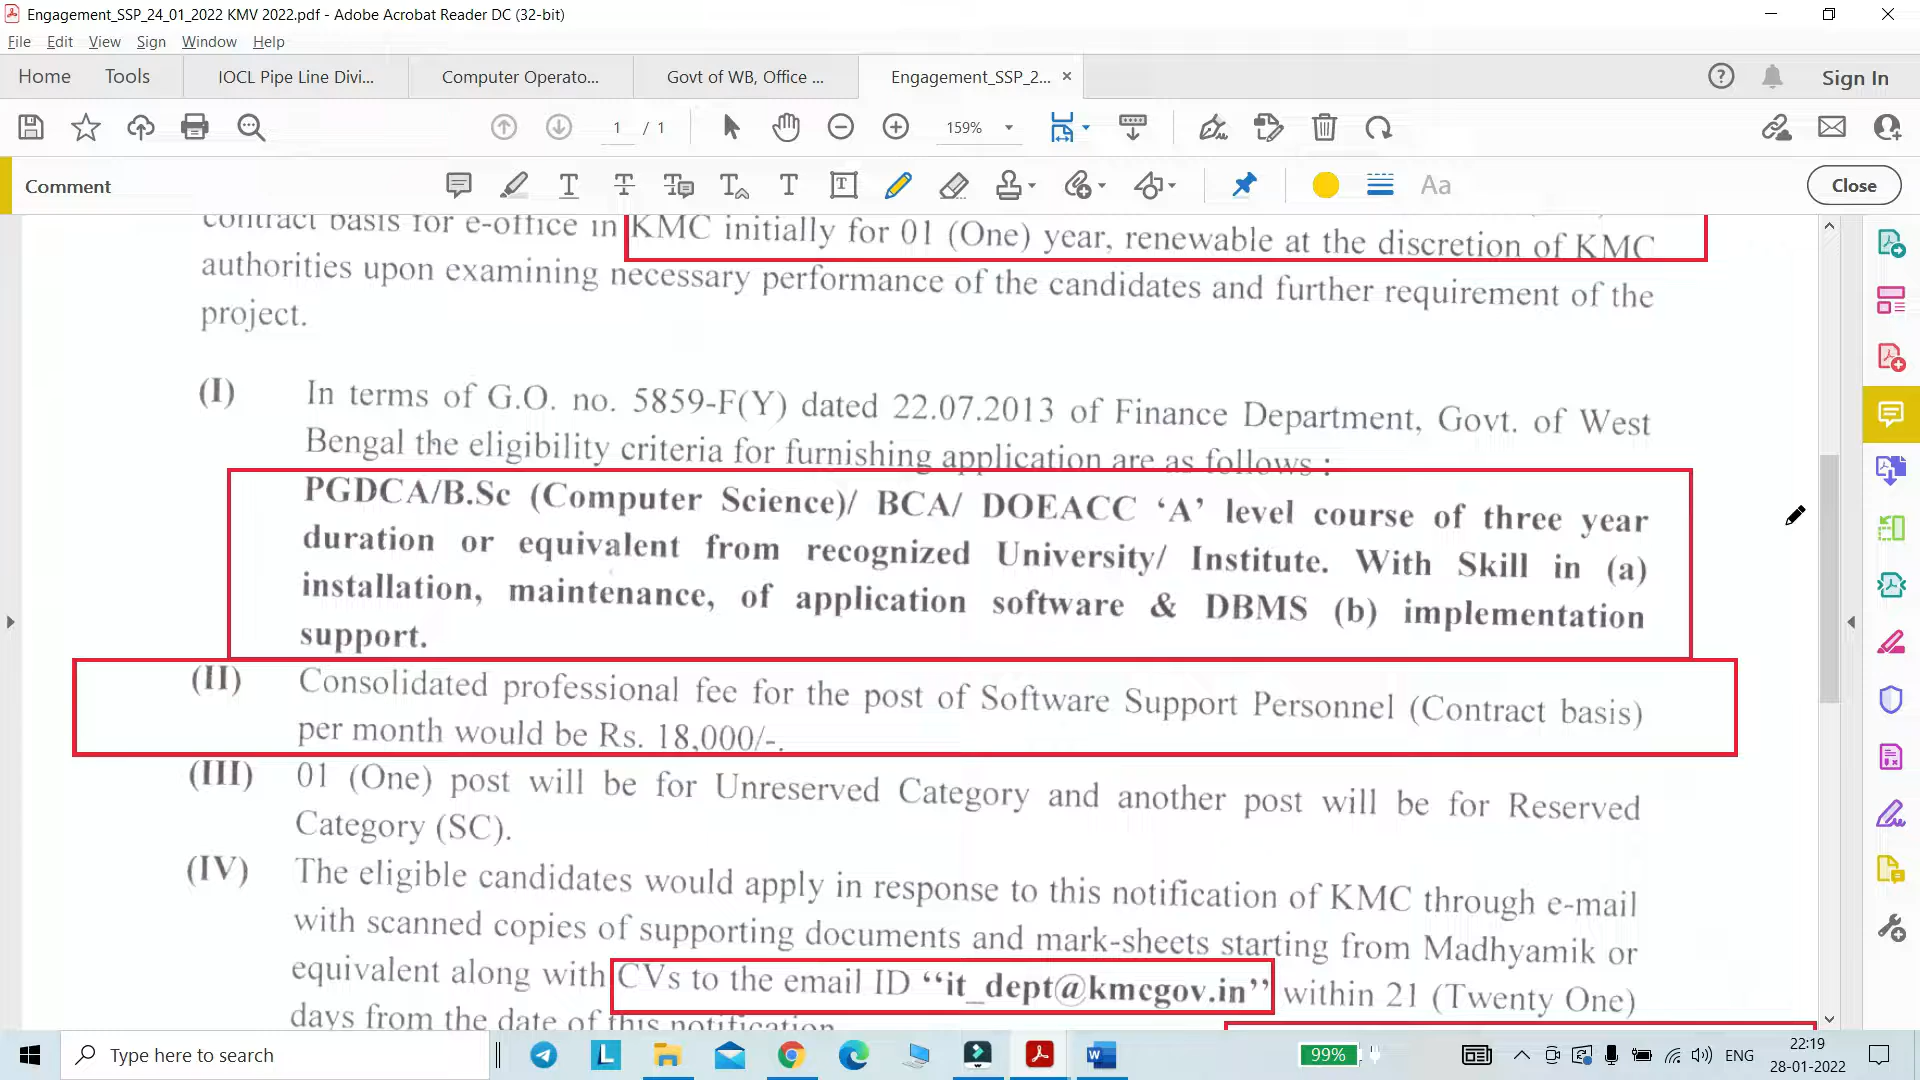 Engagement_SSP_24_01_2022 KMV 2022.pdf - Adobe Acrobat Reader DC (32-bit)
File Edit View Sign Window Help
Home Tools IOCL Pipe Line Divi... Computer Operato... Govt of WB, Office ... Engagement_SSP_2... × Sign In
1 / 1 159%
Comment Aa Close
contract basis for e-office in KMC initially for 01 (One) year, renewable at the discretion of KMC
authorities upon examining necessary performance of the candidates and further requirement of the
project.
(I) In terms of G.O. no. 5859-F(Y) dated 22.07.2013 of Finance Department, Govt. of West
Bengal the eligibility criteria for furnishing application are as follows :
PGDCA/B.Sc (Computer Science)/ BCA/ DOEACC ‘A’ level course of three year
duration or equivalent from recognized University/ Institute. With Skill in (a)
installation, maintenance, of application software & DBMS (b) implementation
support.
(II) Consolidated professional fee for the post of Software Support Personnel (Contract basis)
per month would be Rs. 18,000/-.
(III) 01 (One) post will be for Unreserved Category and another post will be for Reserved
Category (SC).
(IV) The eligible candidates would apply in response to this notification of KMC through e-mail
with scanned copies of supporting documents and mark-sheets starting from Madhyamik or
equivalent along with CVs to the email ID “it_dept@kmcgov.in” within 21 (Twenty One)
days from the date of this notification
Type here to search 99% ENG 22:19
28-01-2022